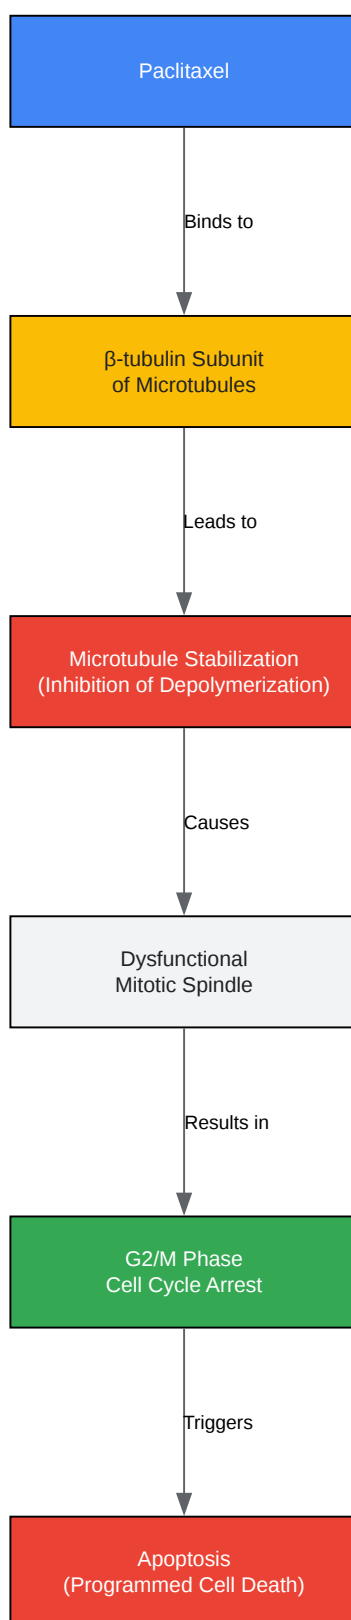 Paclitaxel
Binds to
β-tubulin Subunit
of Microtubules
Leads to
Microtubule Stabilization
(Inhibition of Depolymerization)
Causes
Dysfunctional
Mitotic Spindle
Results in
G2/M Phase
Cell Cycle Arrest
Triggers
Apoptosis
(Programmed Cell Death)